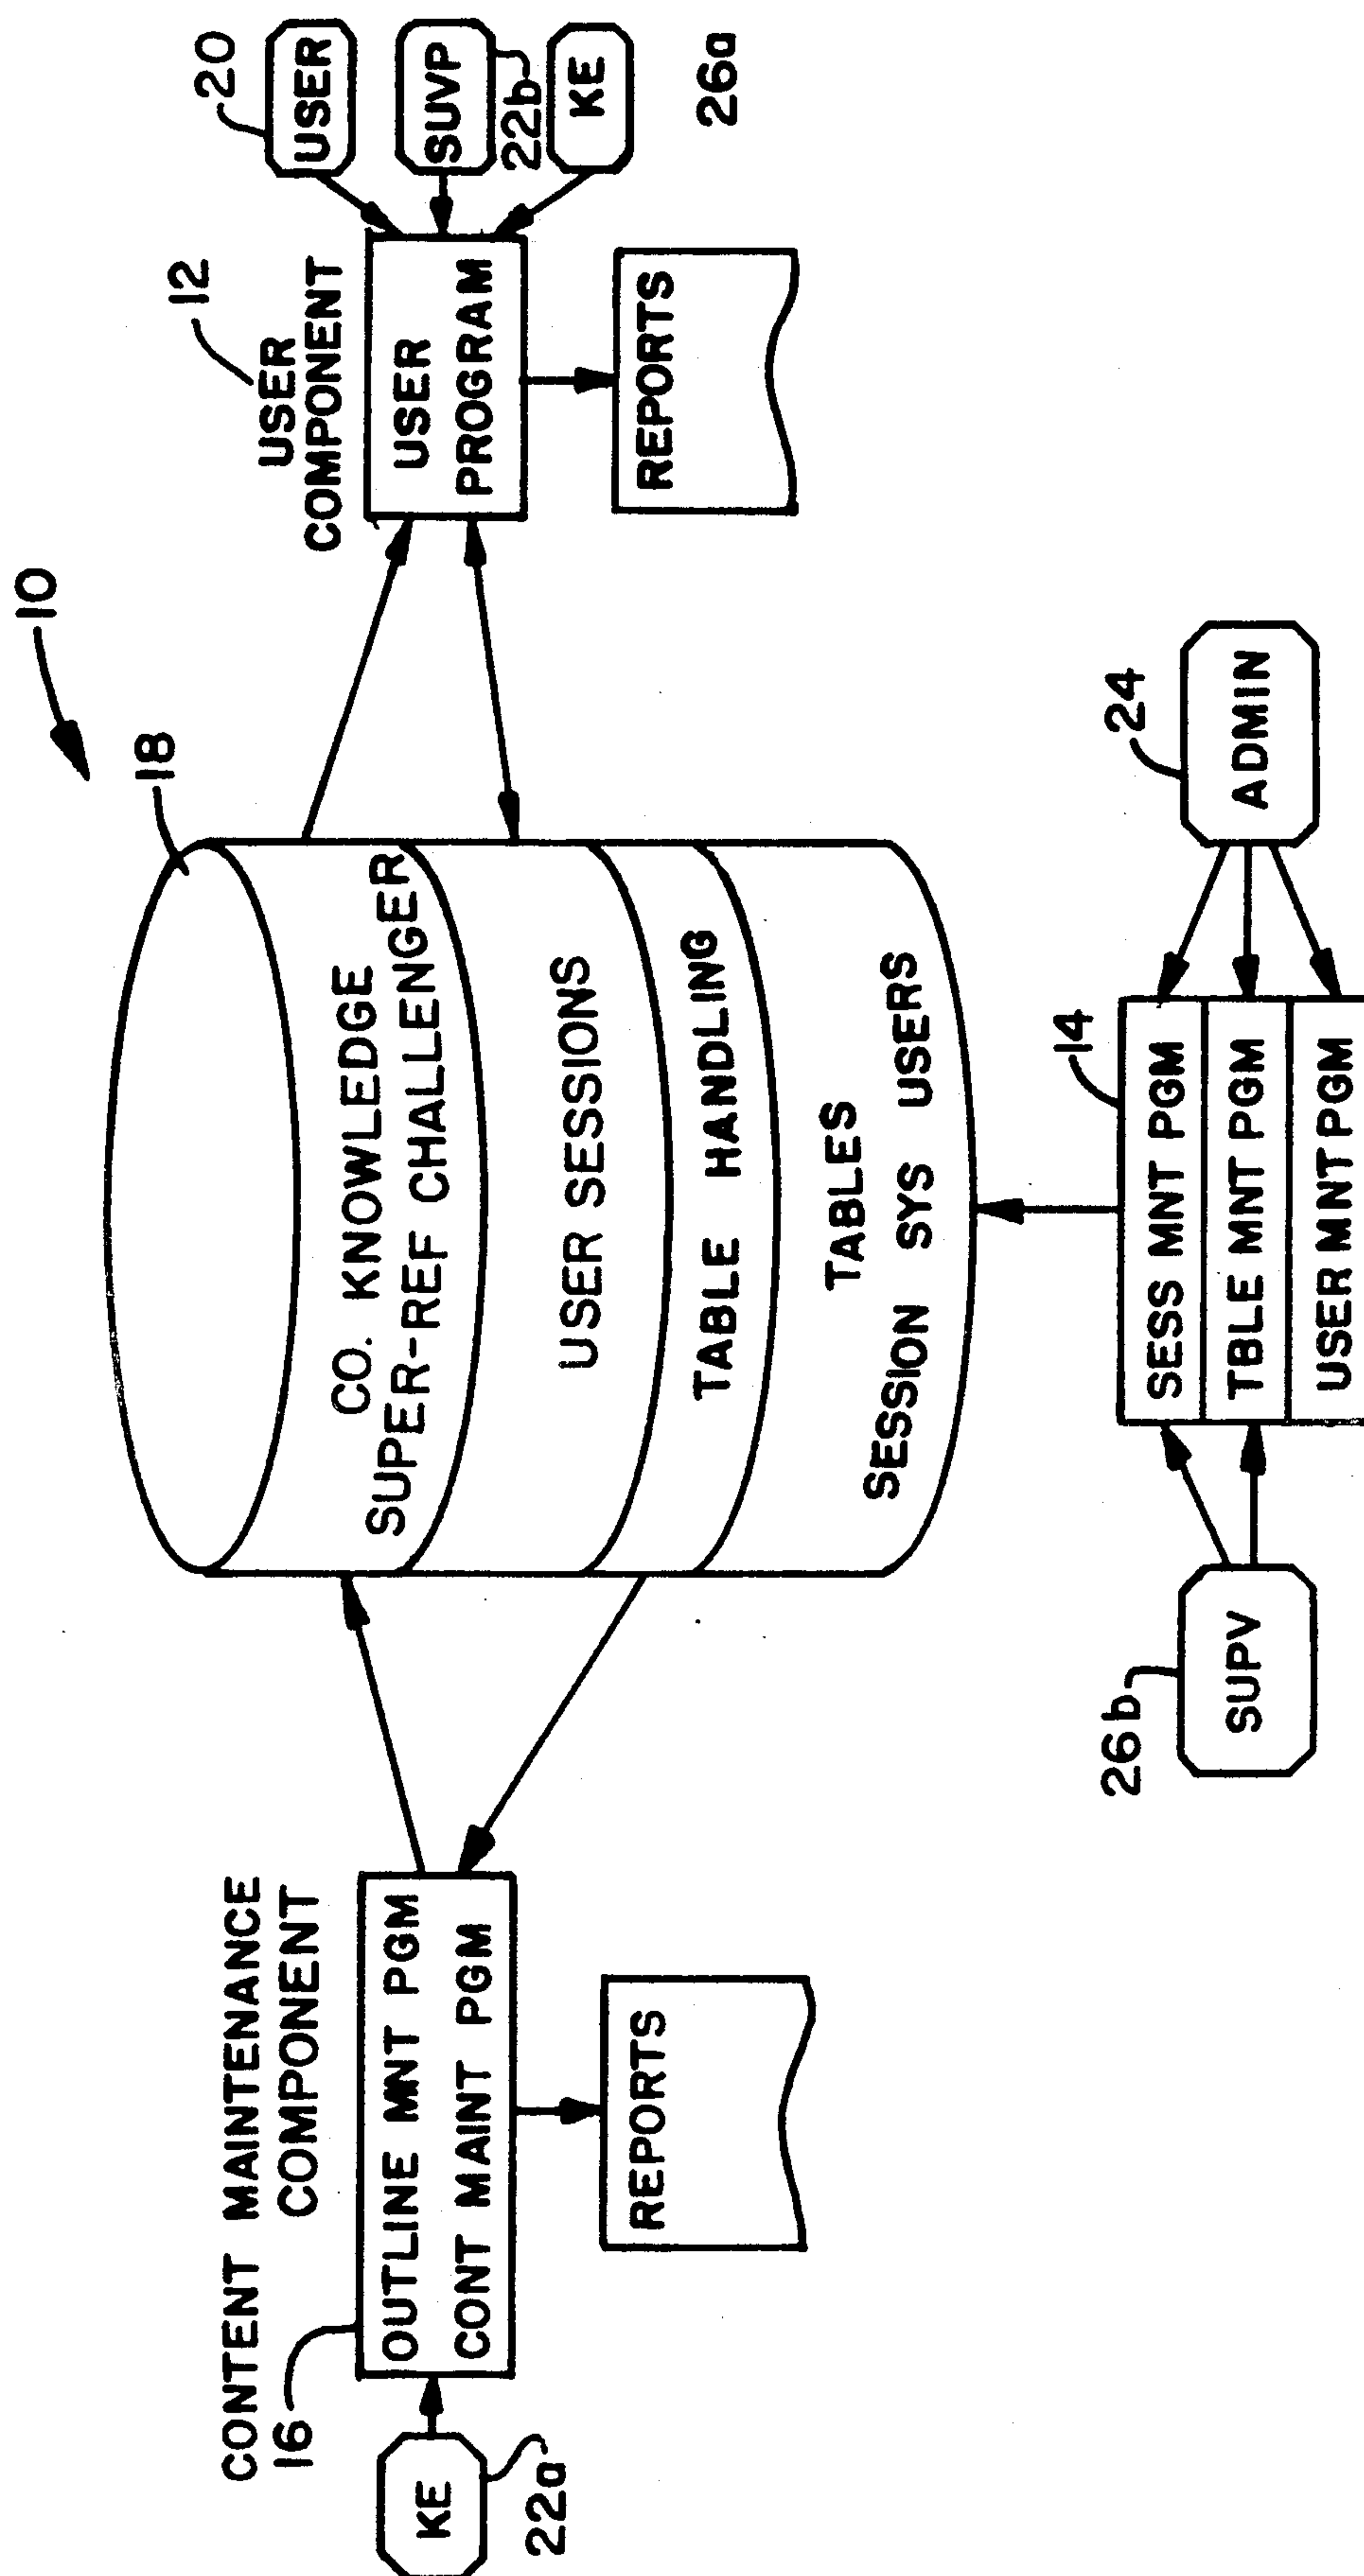 10
18
CO. KNOWLEDGE
SUPER-REF CHALLENGER
USER SESSIONS
TABLE HANDLING
TABLES
SESSION SYS USERS
CONTENT MAINTENANCE
COMPONENT
16
OUTLINE MNT PGM
CONT MAINT PGM
KE
22a
REPORTS
12
USER
COMPONENT
USER
PROGRAM
20
USER
SUVP
22b
KE
26a
REPORTS
14
SESS MNT PGM
TBLE MNT PGM
USER MNT PGM
26b
SUPV
24
ADMIN